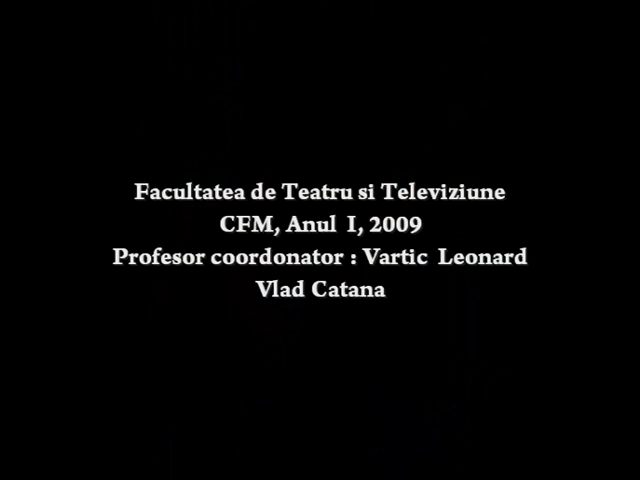 Facultatea de Teatru si Televiziune
CFM, Anul I, 2009
Profesor coordonator : Vartic Leonard
Vlad Catana